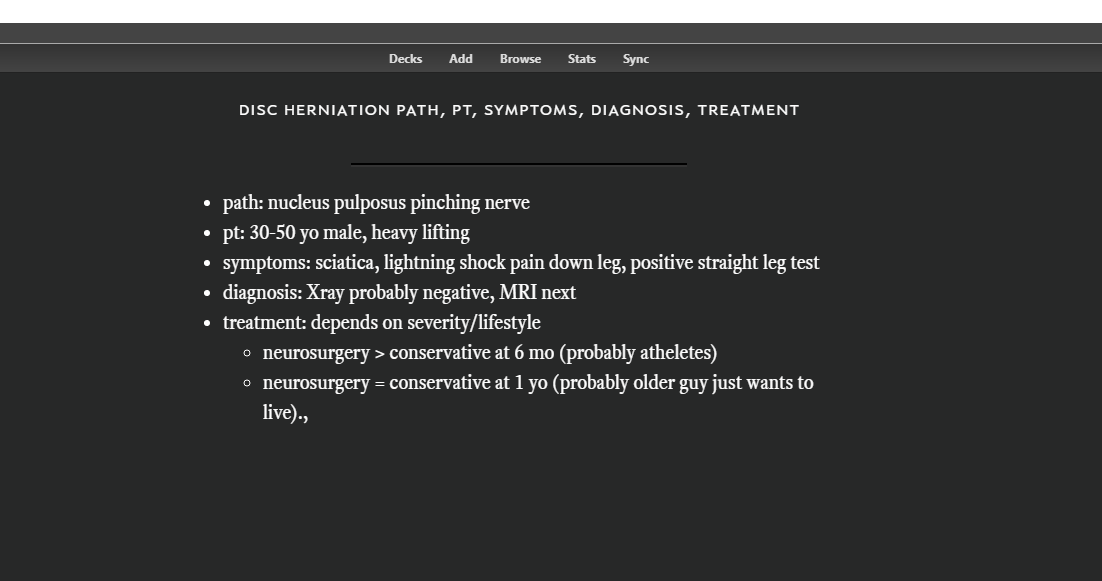 Decks Add Browse Stats Sync
DISC HERNIATION PATH, PT, SYMPTOMS, DIAGNOSIS, TREATMENT
• path: nucleus pulposus pinching nerve
• pt: 30-50 yo male, heavy lifting
• symptoms: sciatica, lightning shock pain down leg, positive straight leg test
• diagnosis: Xray probably negative, MRI next
• treatment: depends on severity/lifestyle
◦ neurosurgery > conservative at 6 mo (probably atheletes)
◦ neurosurgery = conservative at 1 yo (probably older guy just wants to
live).,